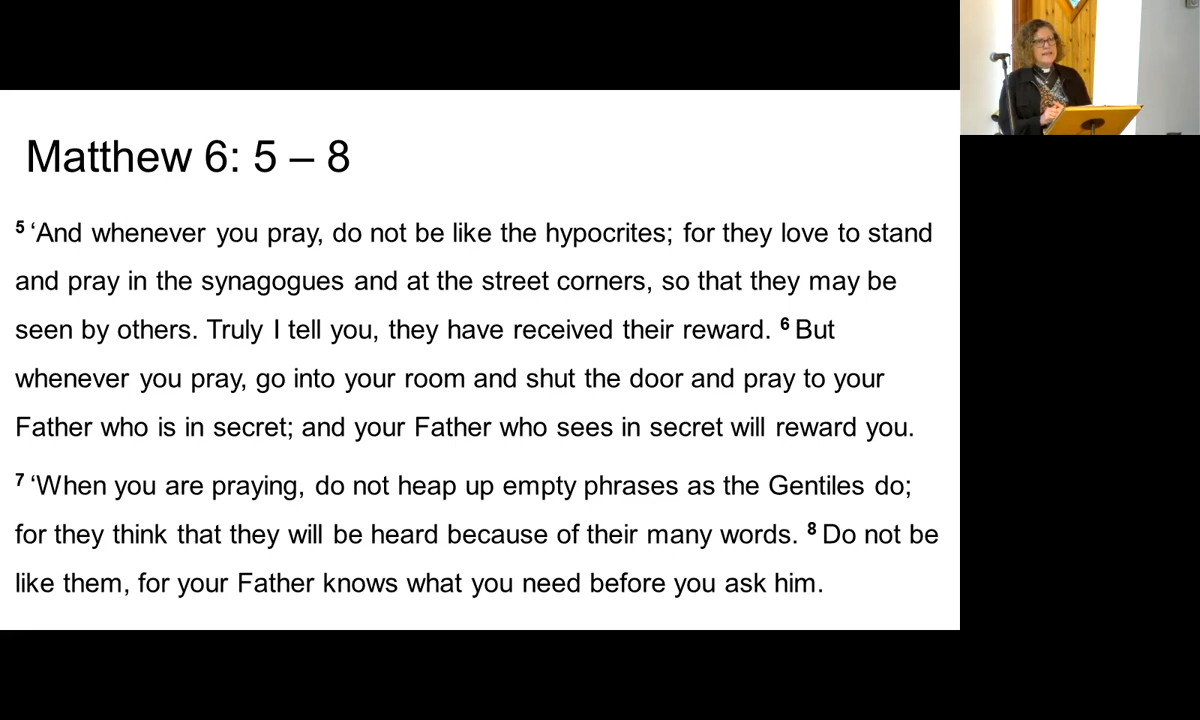 Matthew 6: 5 – 8
5 ‘And whenever you pray, do not be like the hypocrites; for they love to stand
and pray in the synagogues and at the street corners, so that they may be
seen by others. Truly I tell you, they have received their reward. 6 But
whenever you pray, go into your room and shut the door and pray to your
Father who is in secret; and your Father who sees in secret will reward you.
7 ‘When you are praying, do not heap up empty phrases as the Gentiles do;
for they think that they will be heard because of their many words. 8 Do not be
like them, for your Father knows what you need before you ask him.